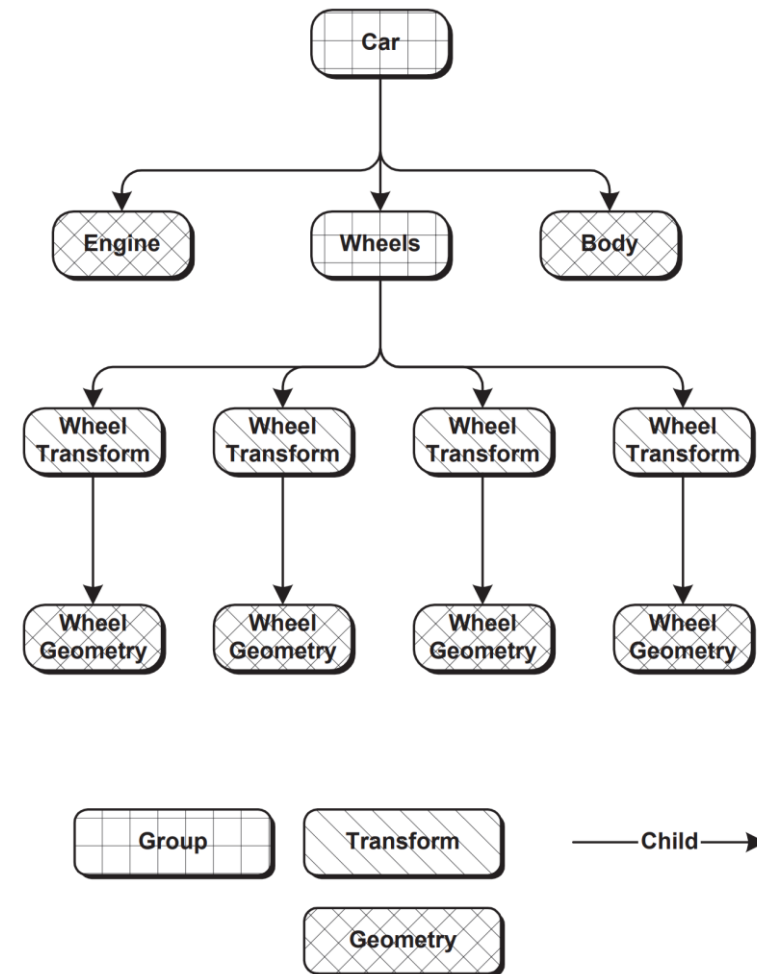 Car
Engine
Wheels
Body
Wheel
Transform
Wheel
Transform
Wheel
Transform
Wheel
Transform
Wheel
Geometry
Wheel
Geometry
Wheel
Geometry
Wheel
Geometry
Group
Transform
Child
Geometry